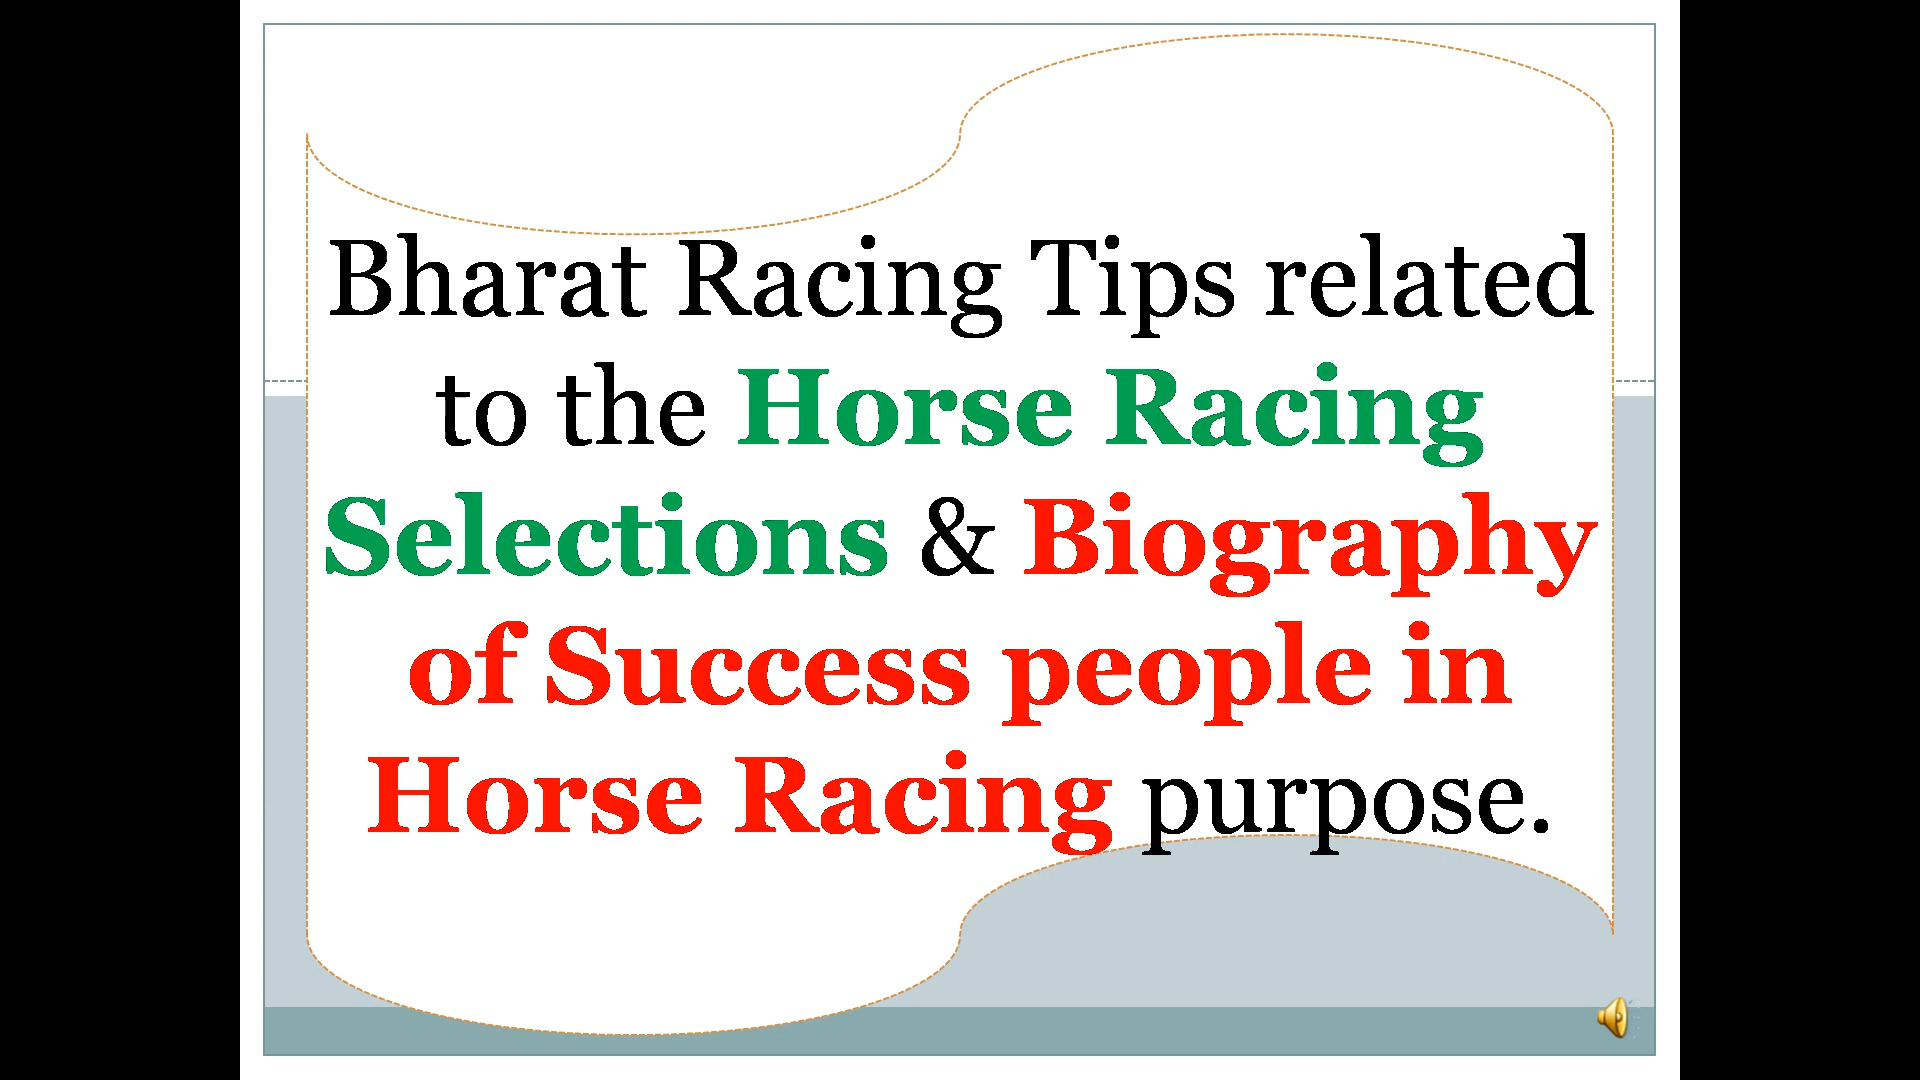 Bharat Racing Tips related
to the Horse Racing
Selections & Biography
of Success people in
Horse Racing purpose.